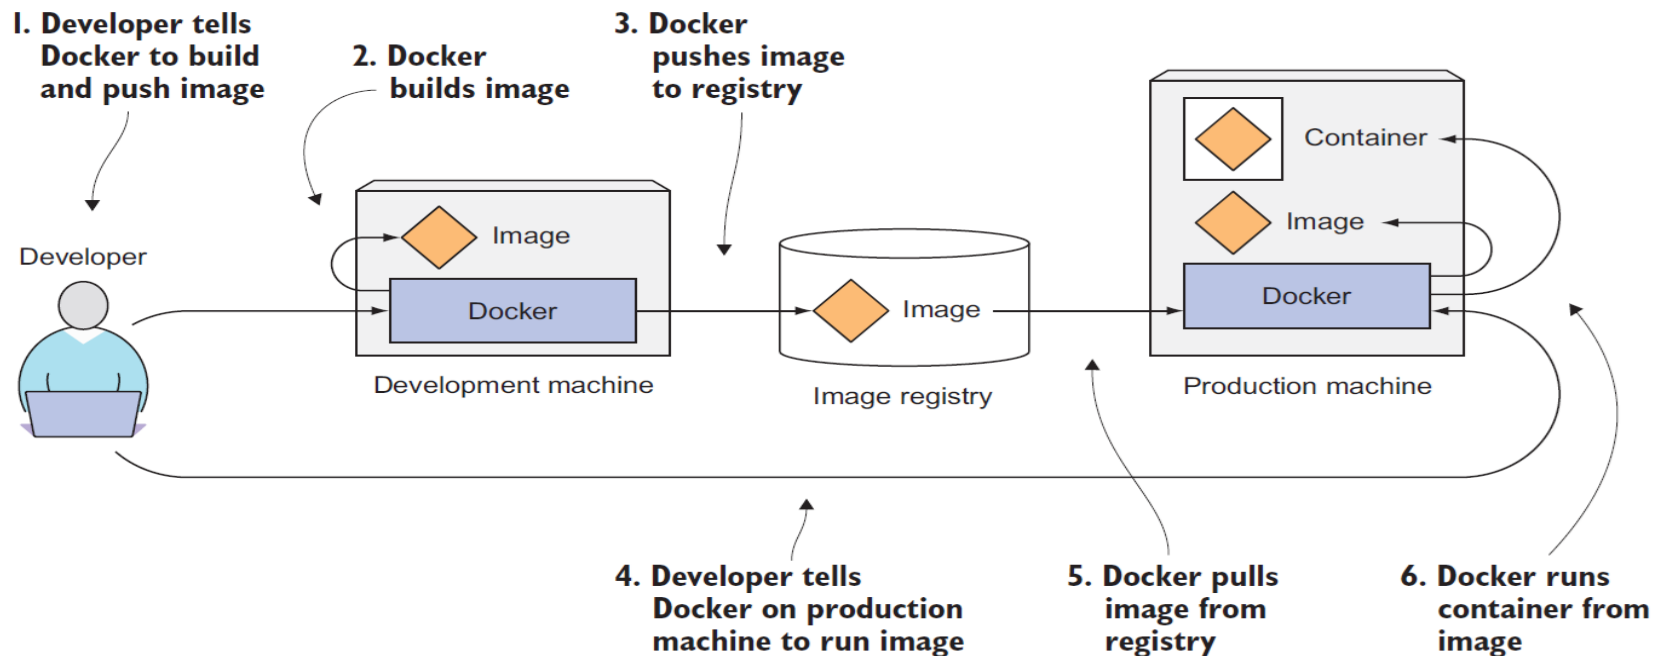 1. Developer tells
Docker to build
and push image
2. Docker
builds image
3. Docker
pushes image
to registry
Developer
Image
Docker
Development machine
Image
Image registry
Container
Image
Docker
Production machine
4. Developer tells
Docker on production
machine to run image
5. Docker pulls
image from
registry
6. Docker runs
container from
image